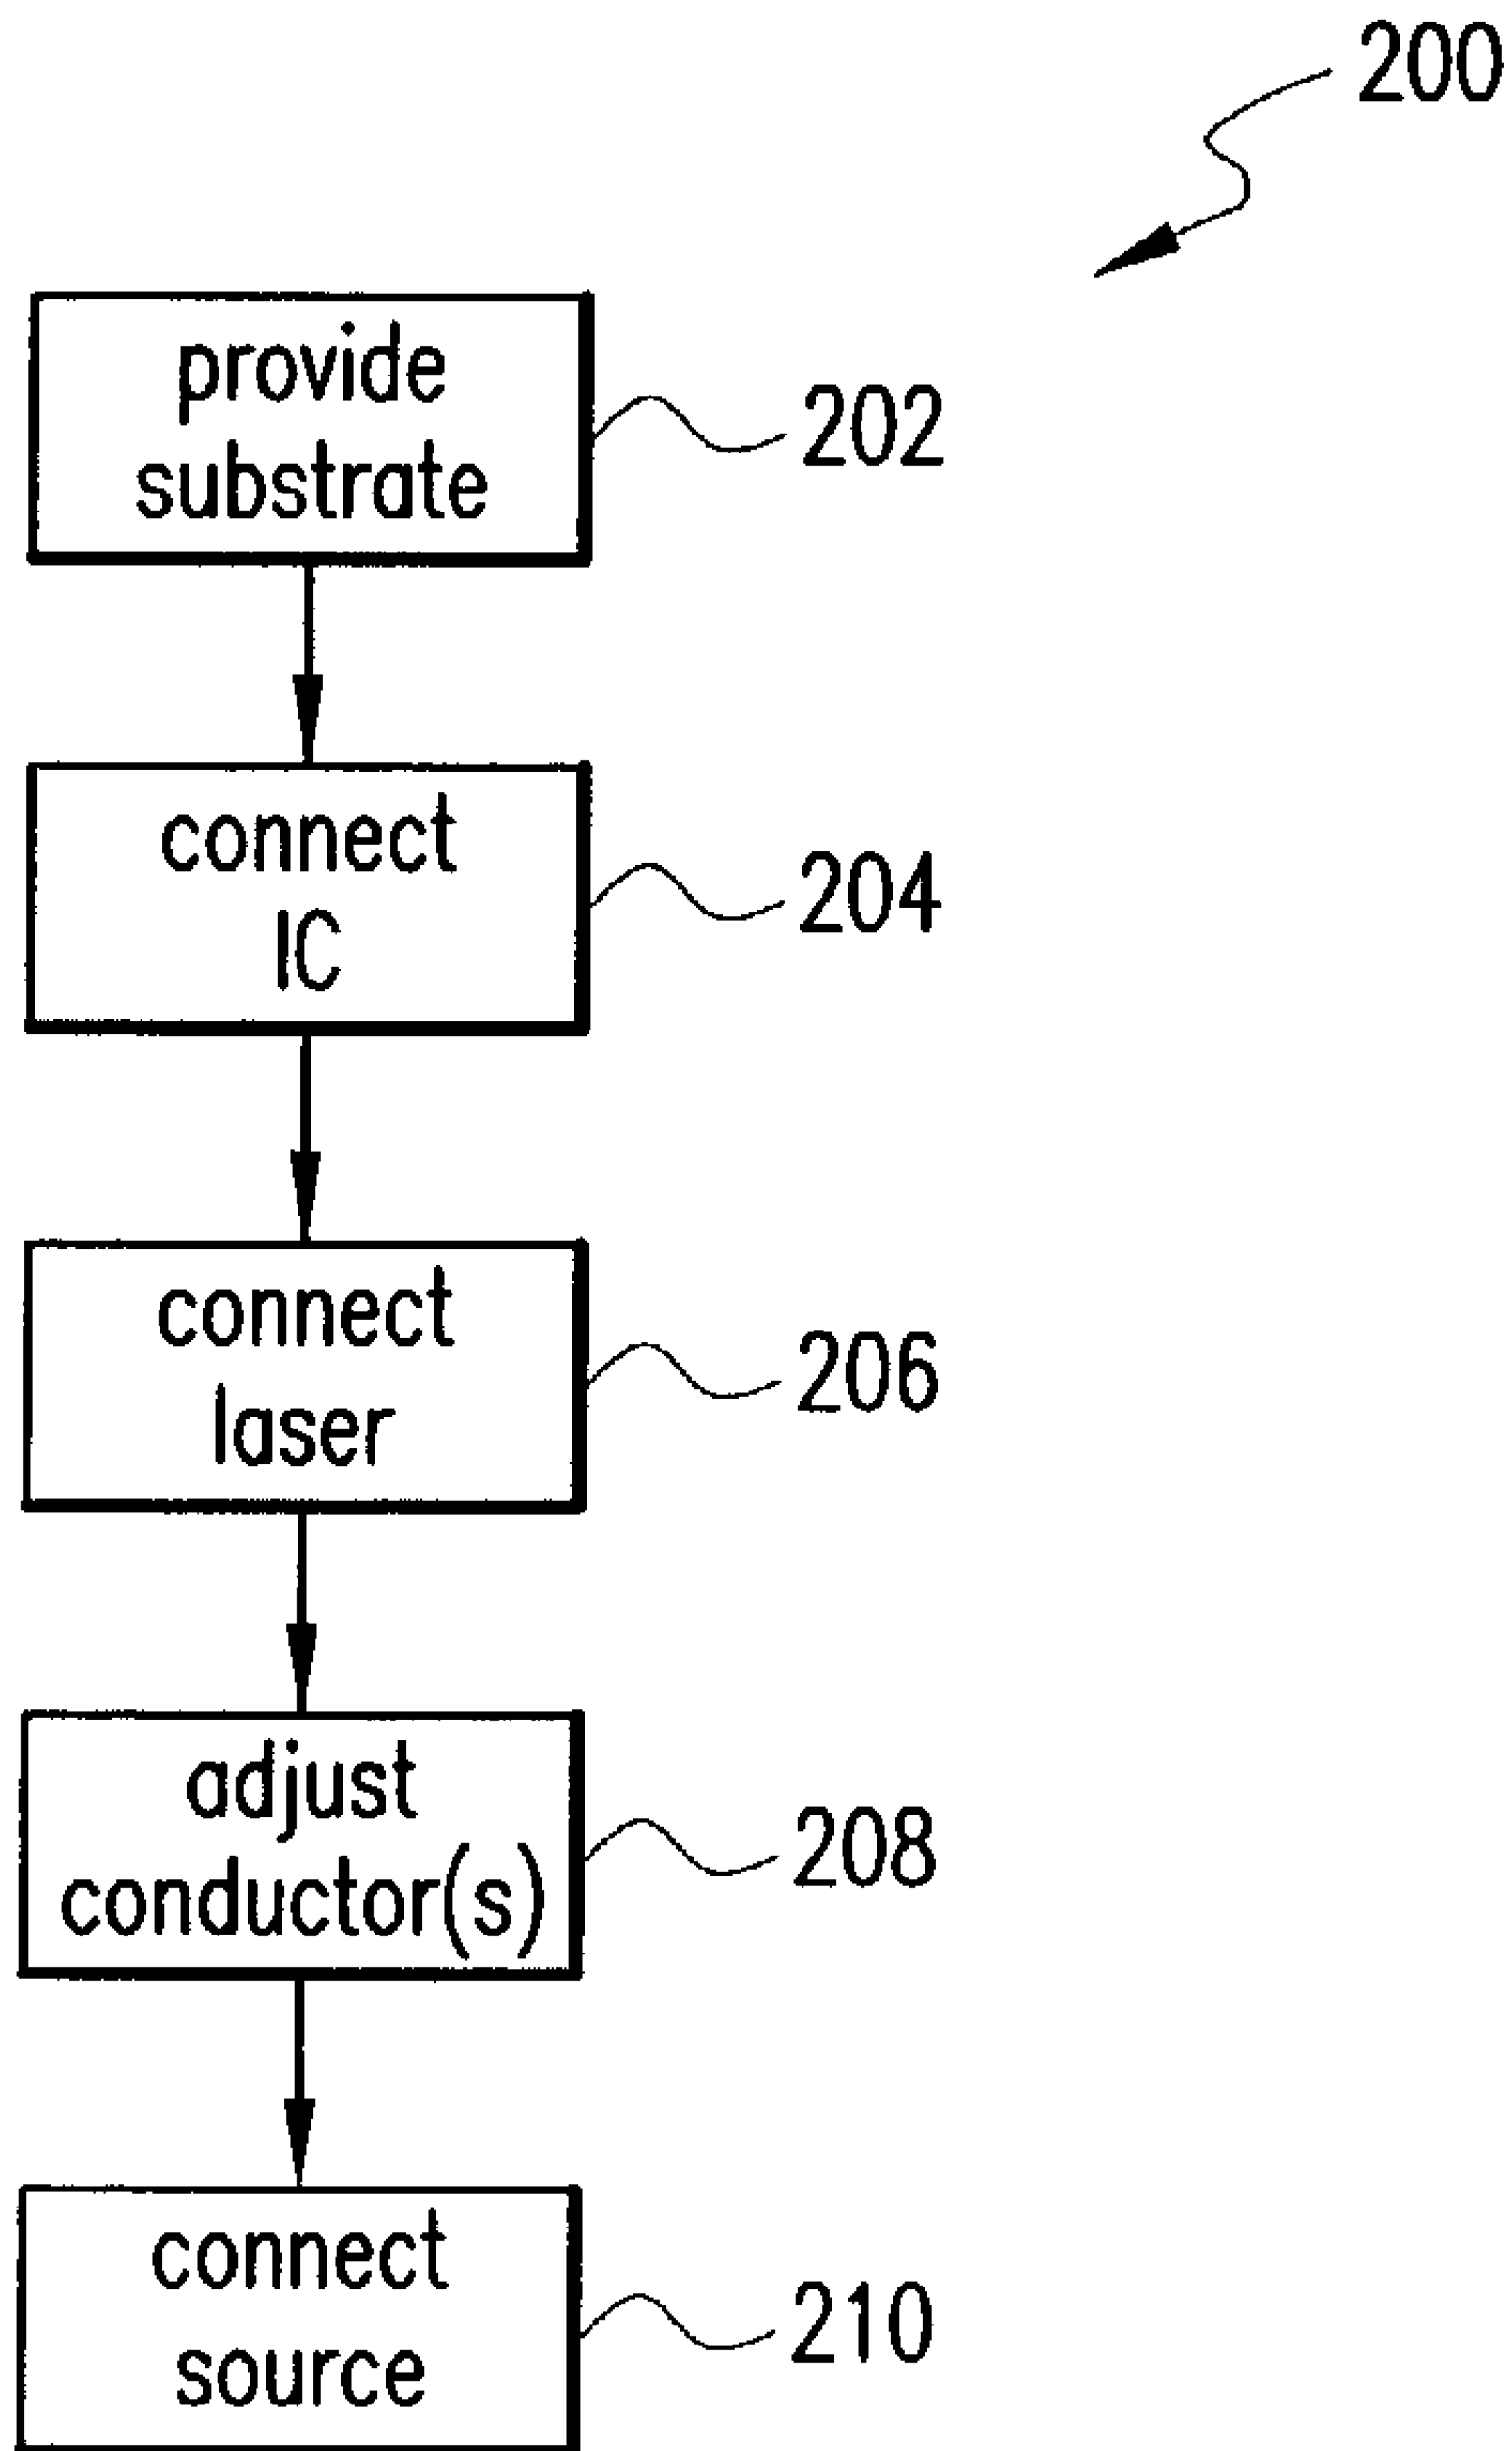 200
provide
substrate
202
connect
IC
204
connect
laser
206
adjust
conductor(s)
208
connect
source
210